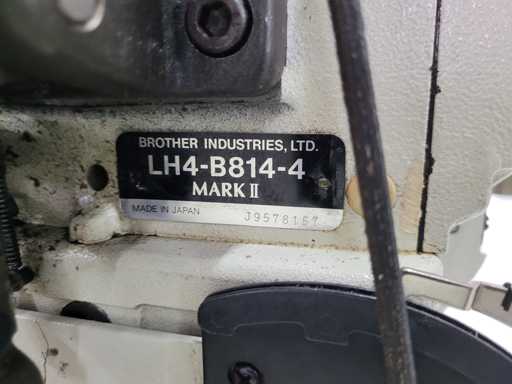 BROTHER INDUSTRIES, LTD.
LH4-B814-4
MARK II
MADE IN JAPAN J9578157